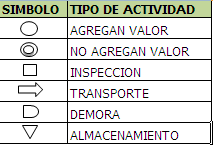 SIMBOLO TIPO DE ACTIVIDAD
AGREGAN VALOR
NO AGREGAN VALOR
INSPECCION
TRANSPORTE
DEMORA
ALMACENAMIENTO